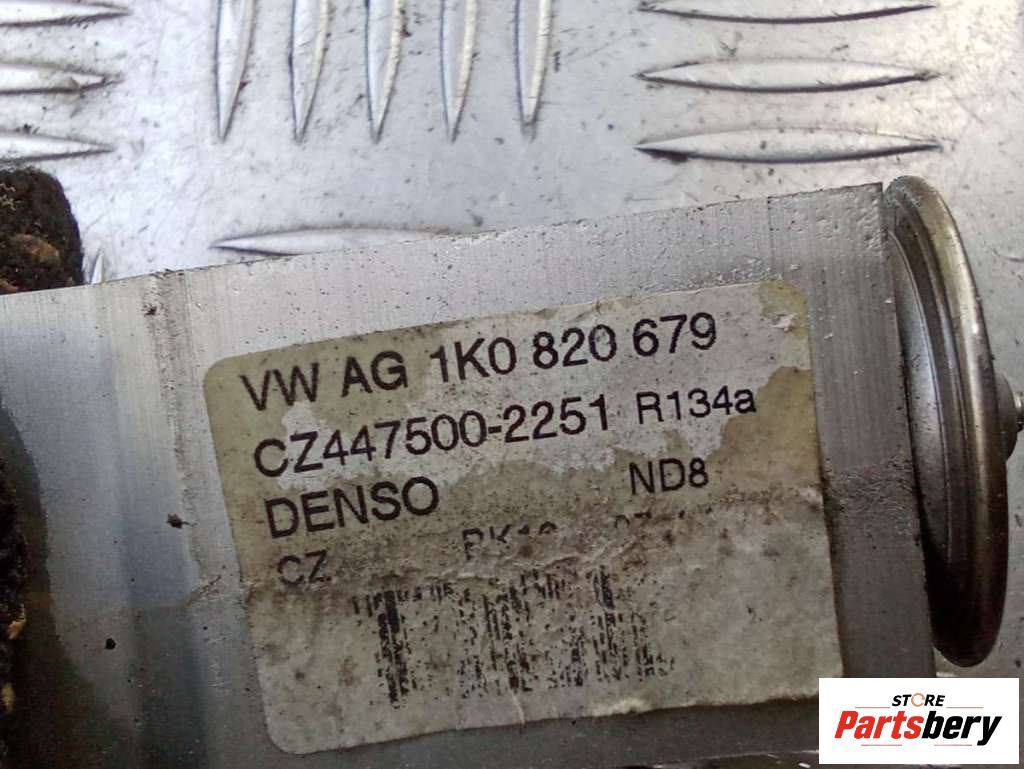 VW AG 1K0 820 679
CZ447500-2251 R134a
DENSO ND8
CZ
STORE
Partsbery